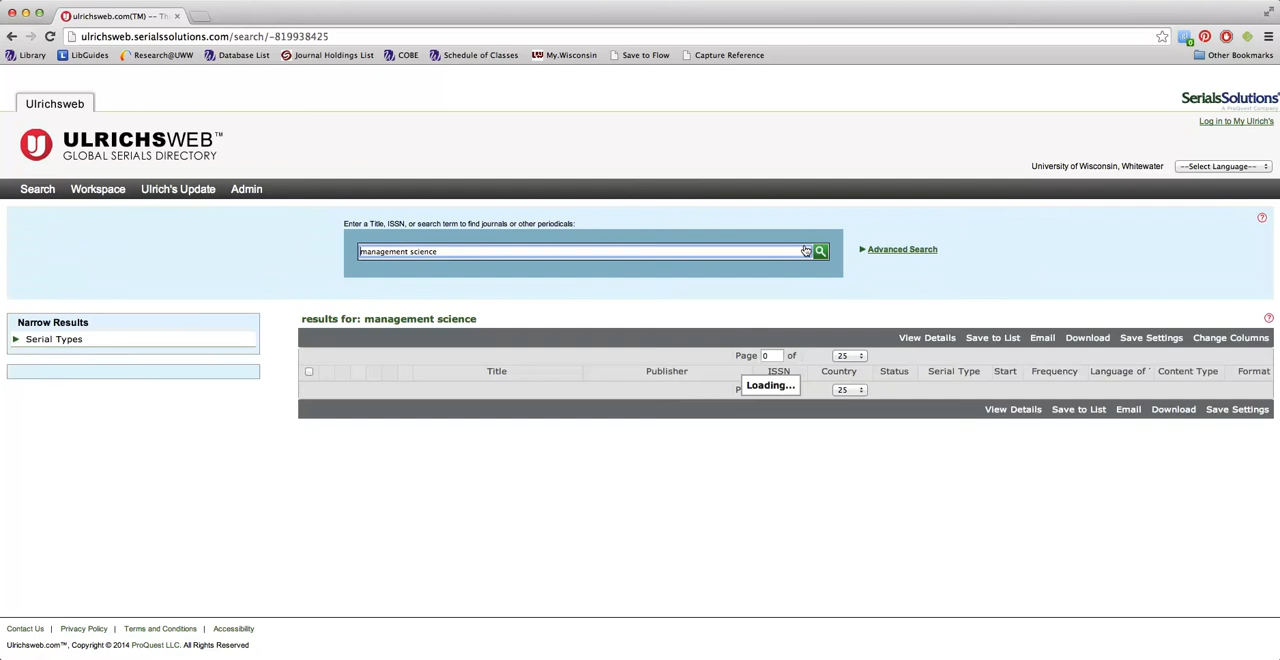 ulrichsweb.com(TM) -- Th
ulrichsweb.serialssolutions.com/search/-819938425
Library LibGuides Research@UWW Database List Journal Holdings List COBE Schedule of Classes My.Wisconsin Save to Flow Capture Reference Other Bookmarks
Ulrichsweb
SerialsSolutions
A ProQuest Company
Log in to My Ulrich's
ULRICHSWEB™
GLOBAL SERIALS DIRECTORY
University of Wisconsin, Whitewater --Select Language--
Search Workspace Ulrich's Update Admin
Enter a Title, ISSN, or search term to find journals or other periodicals:
management science
Advanced Search
Narrow Results
Serial Types
results for: management science
View Details Save to List Email Download Save Settings Change Columns
Page 0 of 25
Title Publisher ISSN Country Status Serial Type Start Frequency Language of Content Type Format
Loading...
P 25
View Details Save to List Email Download Save Settings
Contact Us | Privacy Policy | Terms and Conditions | Accessibility
Ulrichsweb.com™, Copyright © 2014 ProQuest LLC. All Rights Reserved